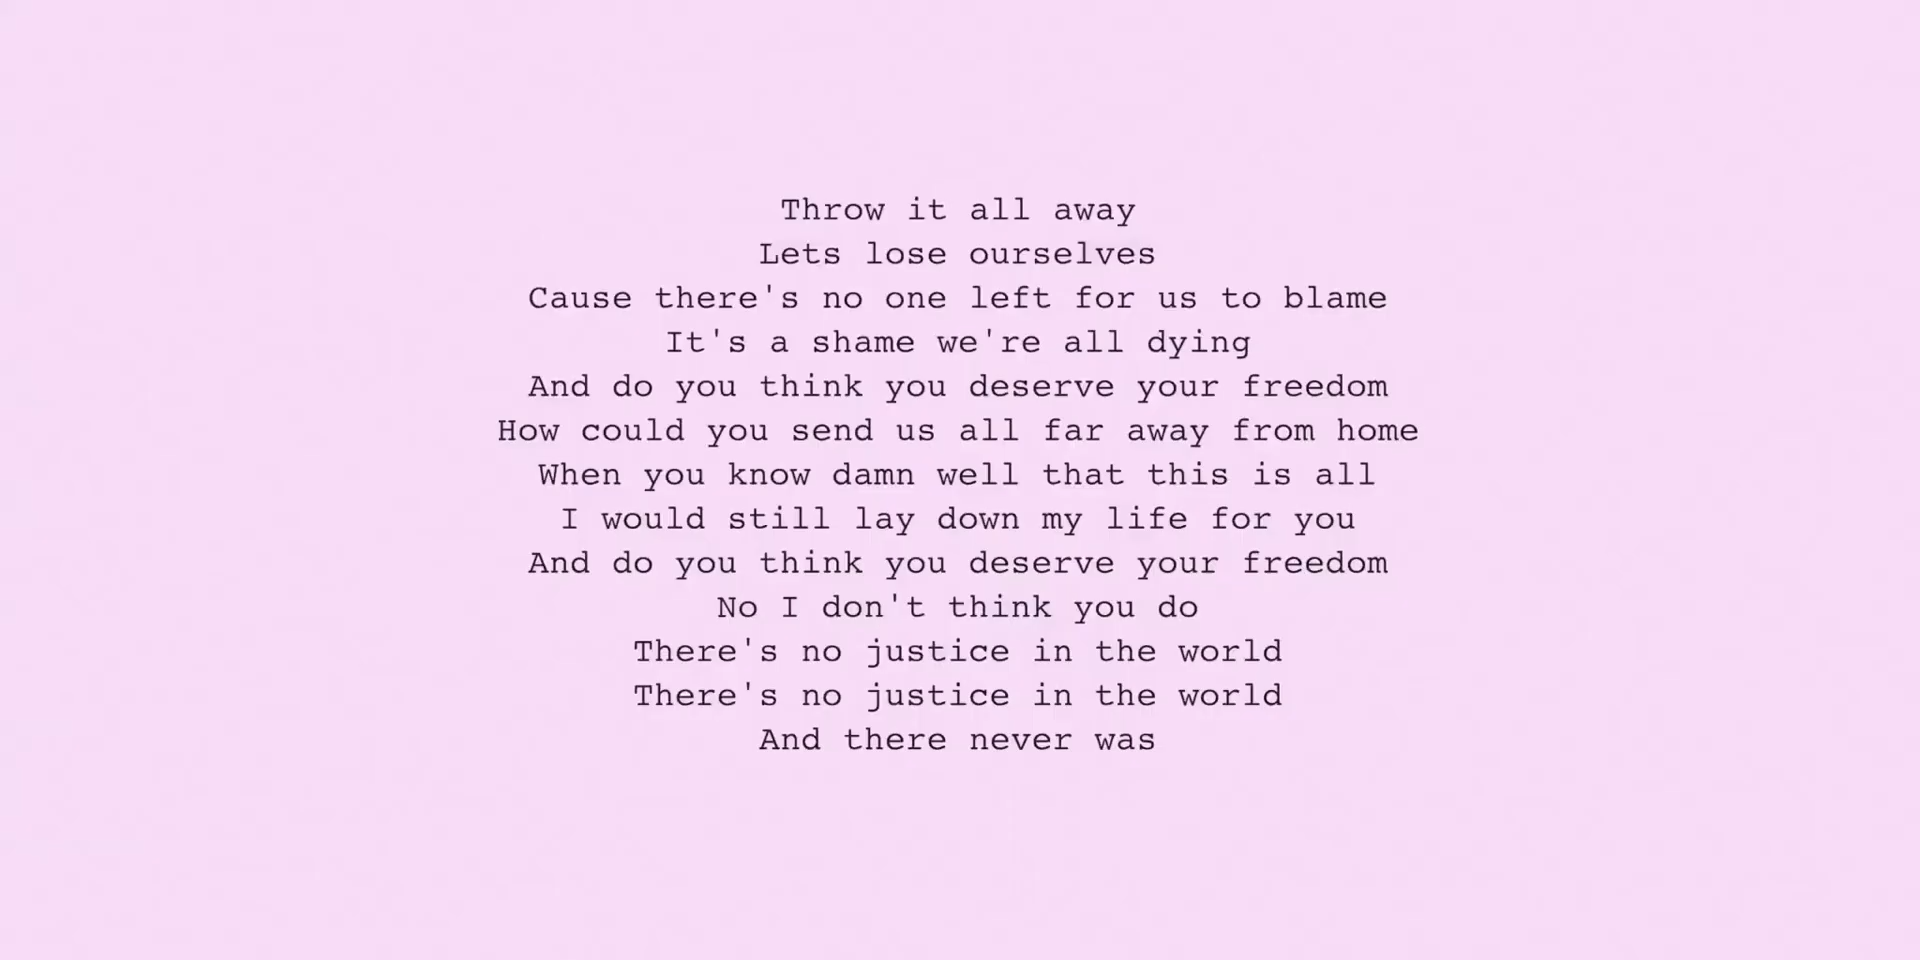 Throw it all away
Lets lose ourselves
Cause there's no one left for us to blame
It's a shame we're all dying
And do you think you deserve your freedom
How could you send us all far away from home
When you know damn well that this is all
I would still lay down my life for you
And do you think you deserve your freedom
No I don't think you do
There's no justice in the world
There's no justice in the world
And there never was